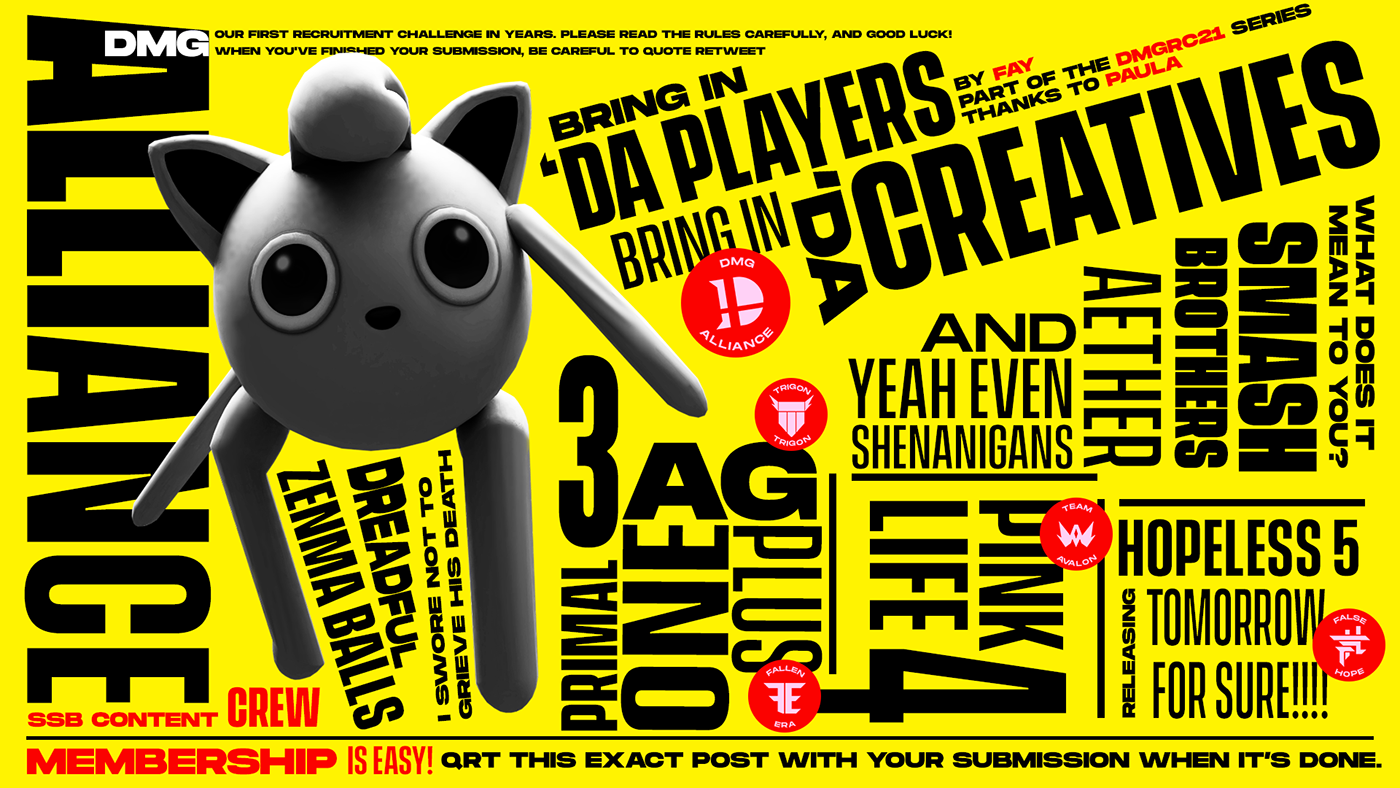 DMG
OUR FIRST RECRUITMENT CHALLENGE IN YEARS. PLEASE READ THE RULES CAREFULLY, AND GOOD LUCK!
WHEN YOU'VE FINISHED YOUR SUBMISSION, BE CAREFUL TO QUOTE RETWEET
ALLIANCE
BRING IN
'DA PLAYERS
BRING IN
'DA
CREATIVES
BY FAY
PART OF THE DMGRC21 SERIES
THANKS TO PAULA
DMG
ALLIANCE
AND
YEAH EVEN
SHENANIGANS
AETHER
SMASH
BROTHERS
WHAT DOES IT
MEAN TO YOU?
TRIGON
TRIGON
DREADFUL
ZENMA BALLS
I SWORE NOT TO
GRIEVE HIS DEATH
3
PRIMAL
AG
ONE
PLUS
FALLEN
FE
ERA
PINK
LIFE
4
TEAM
AVALON
HOPELESS 5
RELEASING
TOMORROW
FOR SURE!!!!
FALSE
HOPE
SSB CONTENT CREW
MEMBERSHIP IS EASY! QRT THIS EXACT POST WITH YOUR SUBMISSION WHEN IT'S DONE.